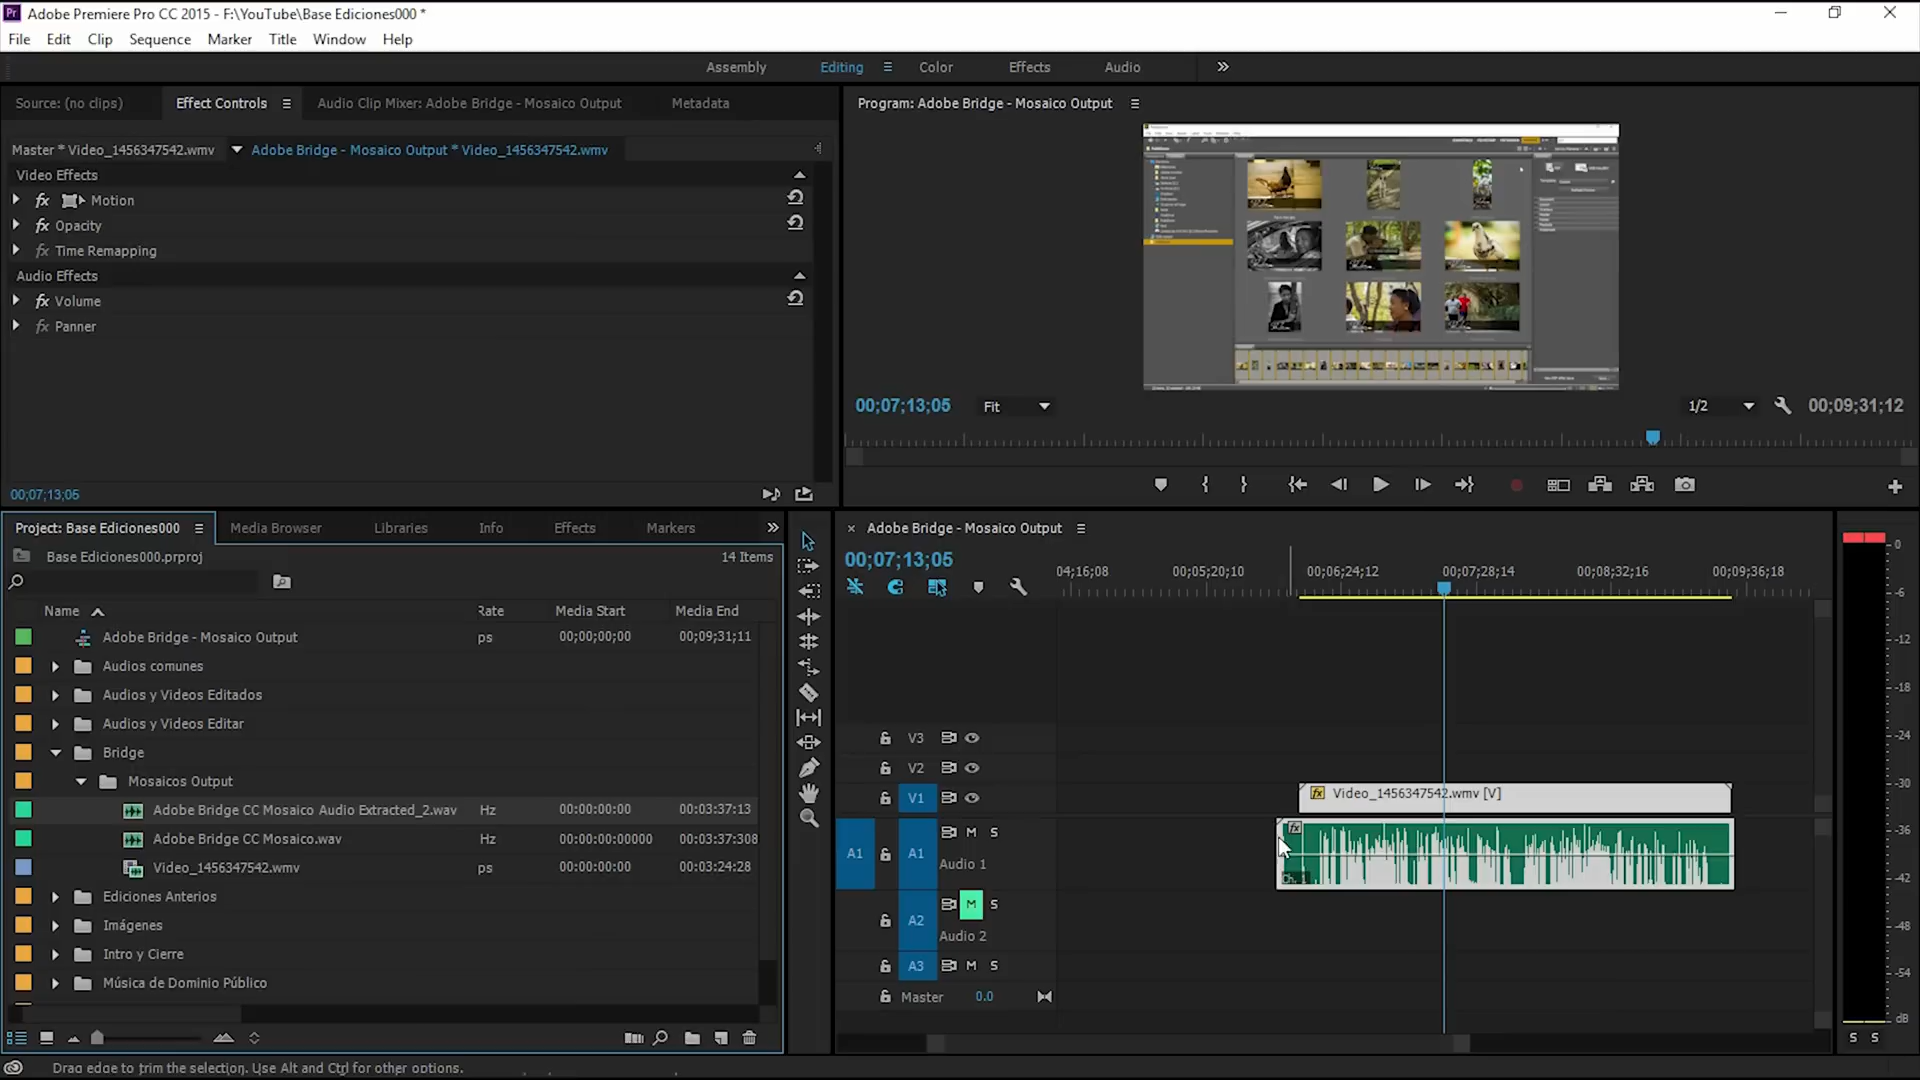 Adobe Premiere Pro CC 2015 - F:\YouTube\Base Ediciones000 *
File Edit Clip Sequence Marker Title Window Help
Assembly Editing Color Effects Audio
Source: (no clips) Effect Controls Audio Clip Mixer: Adobe Bridge - Mosaico Output Metadata
Master * Video_1456347542.wmv Adobe Bridge - Mosaico Output * Video_1456347542.wmv
Video Effects
fx Motion
fx Opacity
fx Time Remapping
Audio Effects
fx Volume
fx Panner
00;07;13;05
Program: Adobe Bridge - Mosaico Output
00;07;13;05 Fit 1/2 00;09;31;12
Project: Base Ediciones000 Media Browser Libraries Info Effects Markers
Base Ediciones000.prproj 14 Items
Name Rate Media Start Media End
Adobe Bridge - Mosaico Output ps 00;00;00;00 00;09;31;11
Audios comunes
Audios y Videos Editados
Audios y Videos Editar
Bridge
Mosaicos Output
Adobe Bridge CC Mosaico Audio Extracted_2.wav Hz 00:00:00:00 00:03:37:13
Adobe Bridge CC Mosaico.wav Hz 00:00:00:00000 00:03:37:308
Video_1456347542.wmv ps 00:00:00:00 00:03:24:28
Ediciones Anterios
Imágenes
Intro y Cierre
Música de Dominio Público
Adobe Bridge - Mosaico Output
00;07;13;05
04;16;08 00;05;20;10 00;06;24;12 00;07;28;14 00;08;32;16 00;09;36;18
V3
V2
V1
fx Video_1456347542.wmv [V]
A1 A1 M S
Audio 1
fx
Ch. 1
A2 M S
Audio 2
A3 M S
Master 0.0
0
-6
-12
-18
-24
-30
-36
-42
-48
-54
dB
S S
Drag edge to trim the selection. Use Alt and Ctrl for other options.